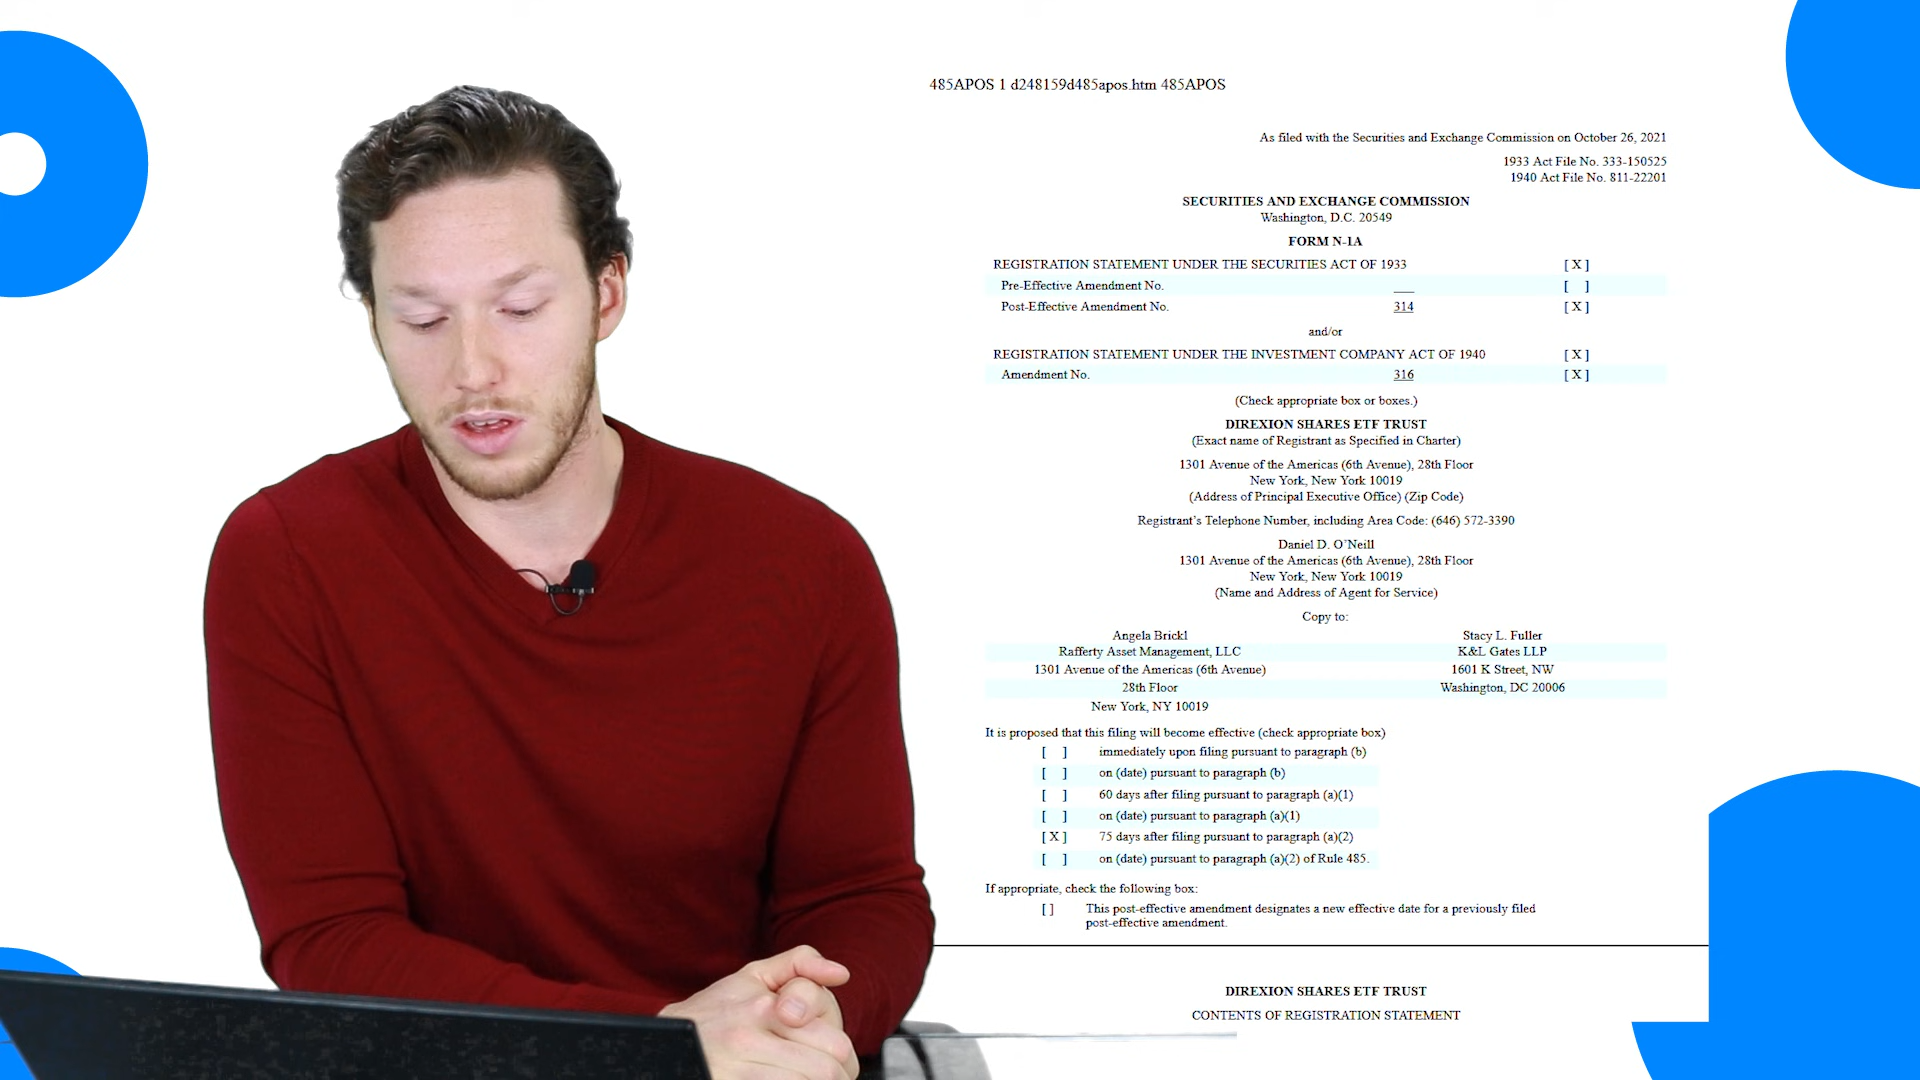 485APOS 1 d248159d485apos.htm 485APOS
As filed with the Securities and Exchange Commission on October 26, 2021
1933 Act File No. 333-150525
1940 Act File No. 811-22201
SECURITIES AND EXCHANGE COMMISSION
Washington, D.C. 20549
FORM N-1A
REGISTRATION STATEMENT UNDER THE SECURITIES ACT OF 1933 [ X ]
Pre-Effective Amendment No. ___ [ ]
Post-Effective Amendment No. 314 [ X ]
and/or
REGISTRATION STATEMENT UNDER THE INVESTMENT COMPANY ACT OF 1940 [ X ]
Amendment No. 316 [ X ]
(Check appropriate box or boxes.)
DIREXION SHARES ETF TRUST
(Exact name of Registrant as Specified in Charter)
1301 Avenue of the Americas (6th Avenue), 28th Floor
New York, New York 10019
(Address of Principal Executive Office) (Zip Code)
Registrant's Telephone Number, including Area Code: (646) 572-3390
Daniel D. O'Neill
1301 Avenue of the Americas (6th Avenue), 28th Floor
New York, New York 10019
(Name and Address of Agent for Service)
Copy to:
Angela Brickl Stacy L. Fuller
Rafferty Asset Management, LLC K&L Gates LLP
1301 Avenue of the Americas (6th Avenue) 1601 K Street, NW
28th Floor Washington, DC 20006
New York, NY 10019
It is proposed that this filing will become effective (check appropriate box)
[ ] immediately upon filing pursuant to paragraph (b)
[ ] on (date) pursuant to paragraph (b)
[ ] 60 days after filing pursuant to paragraph (a)(1)
[ ] on (date) pursuant to paragraph (a)(1)
[ X ] 75 days after filing pursuant to paragraph (a)(2)
[ ] on (date) pursuant to paragraph (a)(2) of Rule 485.
If appropriate, check the following box:
[ ] This post-effective amendment designates a new effective date for a previously filed
post-effective amendment.
DIREXION SHARES ETF TRUST
CONTENTS OF REGISTRATION STATEMENT